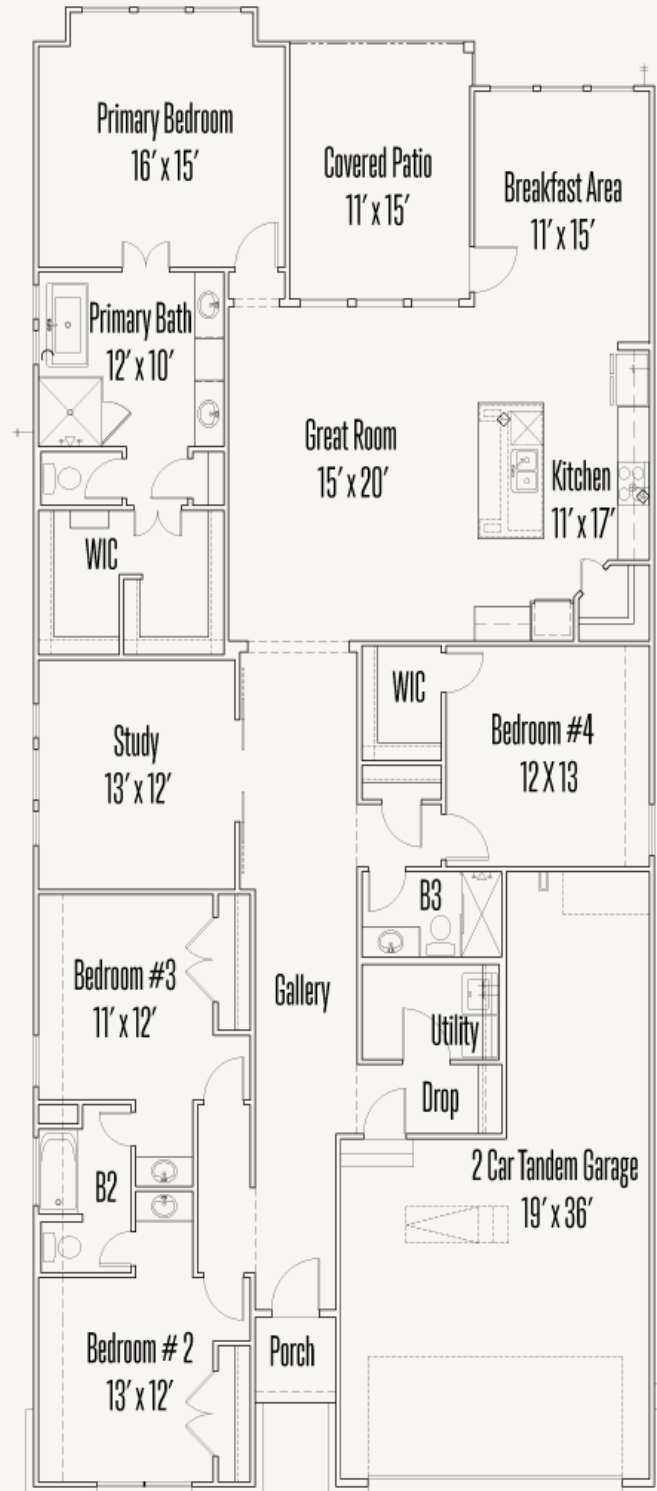 Primary Bedroom
16' x 15'
Covered Patio
11' x 15'
Breakfast Area
11' x 15'
Primary Bath
12' x 10'
Great Room
15' x 20'
Kitchen
11' x 17'
WIC
WIC
Study
13' x 12'
Bedroom #4
12 X 13
B3
Bedroom #3
11' x 12'
Gallery
Utility
Drop
B2
2 Car Tandem Garage
19' x 36'
Bedroom # 2
13' x 12'
Porch